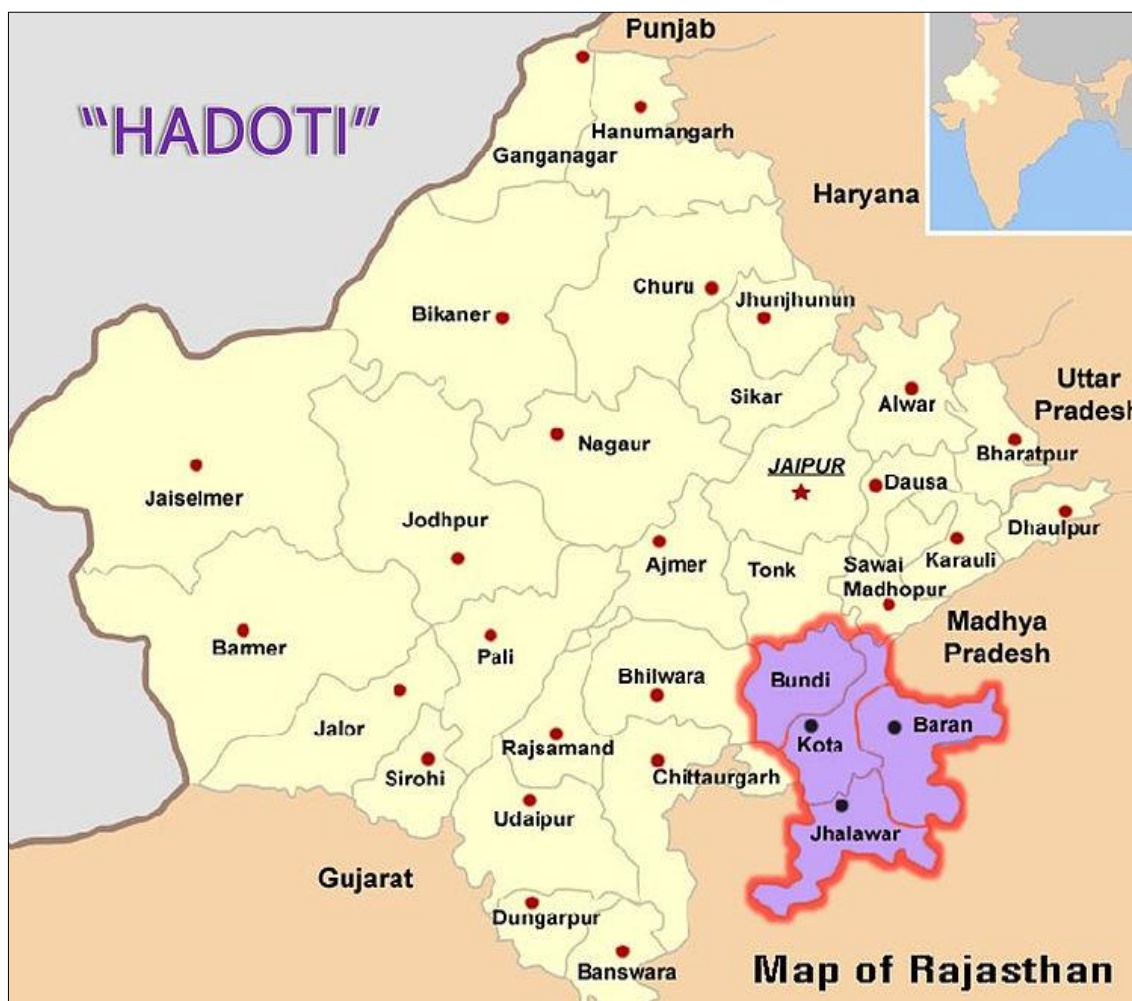 Punjab
"HADOTI"
Hanumangarh
Ganganagar
Haryana
Churu
Jhunjhunun
Bikaner
Uttar
Pradesh
Sikar
Alwar
Nagaur
Bharatpur
JAIPUR
Dausa
Jaiselmer
Jodhpur
Dhaulpur
Ajmer
Tonk
Sawai
Madhopur
Karauli
Madhya
Pradesh
Barmer
Pali
Bhilwara
Bundi
Jalor
Rajsamand
Kota
Baran
Sirohi
Chittaurgarh
Udaipur
Jhalawar
Gujarat
Dungarpur
Banswara
Map of Rajasthan